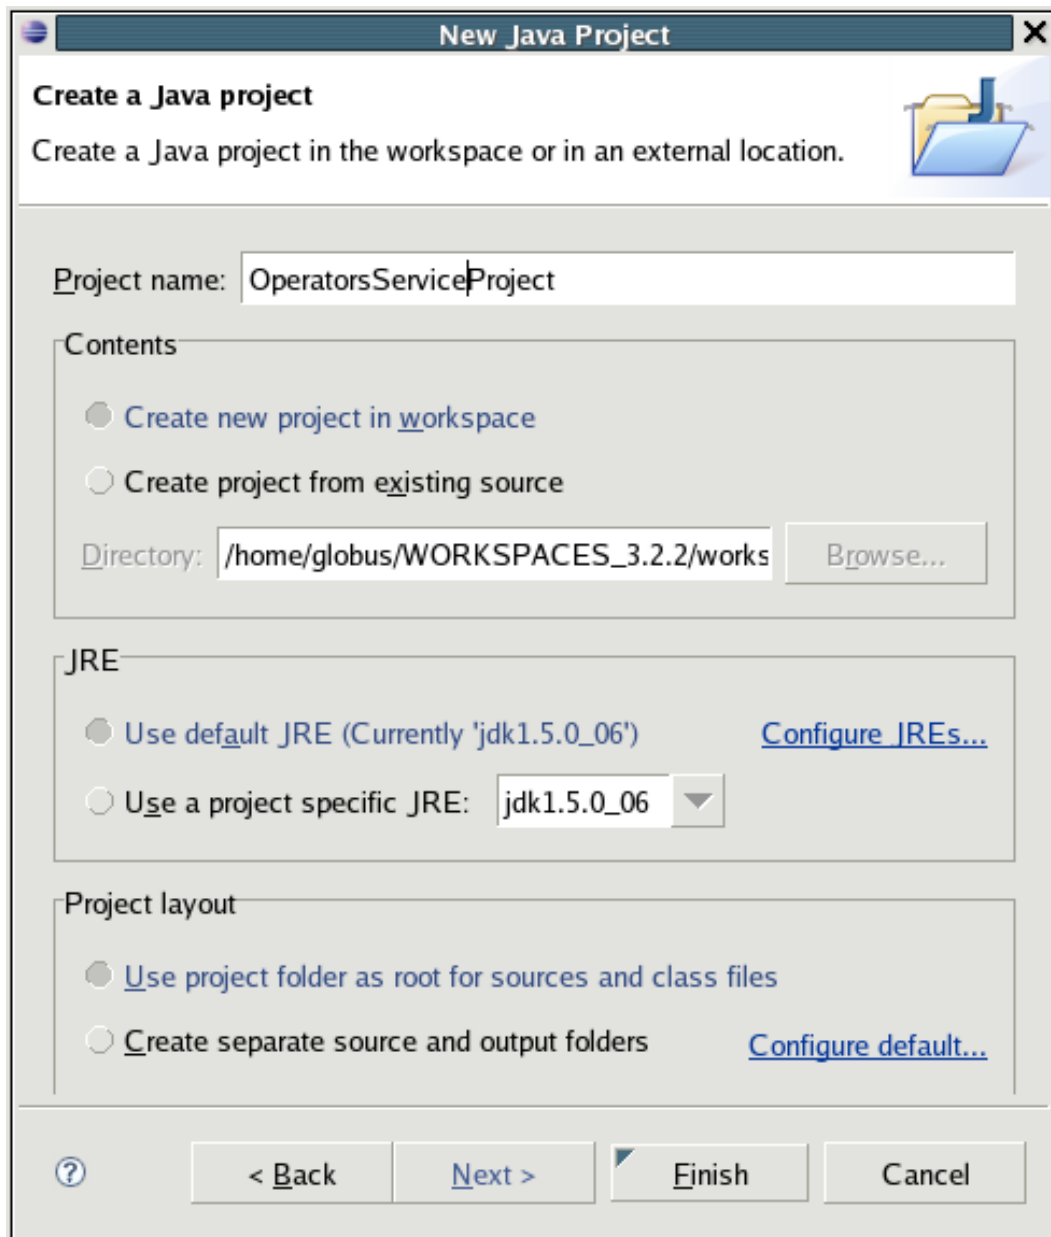 New Java Project
Create a Java project
Create a Java project in the workspace or in an external location.
Project name: OperatorsServiceProject
Contents
Create new project in workspace
Create project from existing source
Directory: /home/globus/WORKSPACES_3.2.2/works Browse...
JRE
Use default JRE (Currently 'jdk1.5.0_06') Configure JREs...
Use a project specific JRE: jdk1.5.0_06
Project layout
Use project folder as root for sources and class files
Create separate source and output folders Configure default...
? < Back Next > Finish Cancel